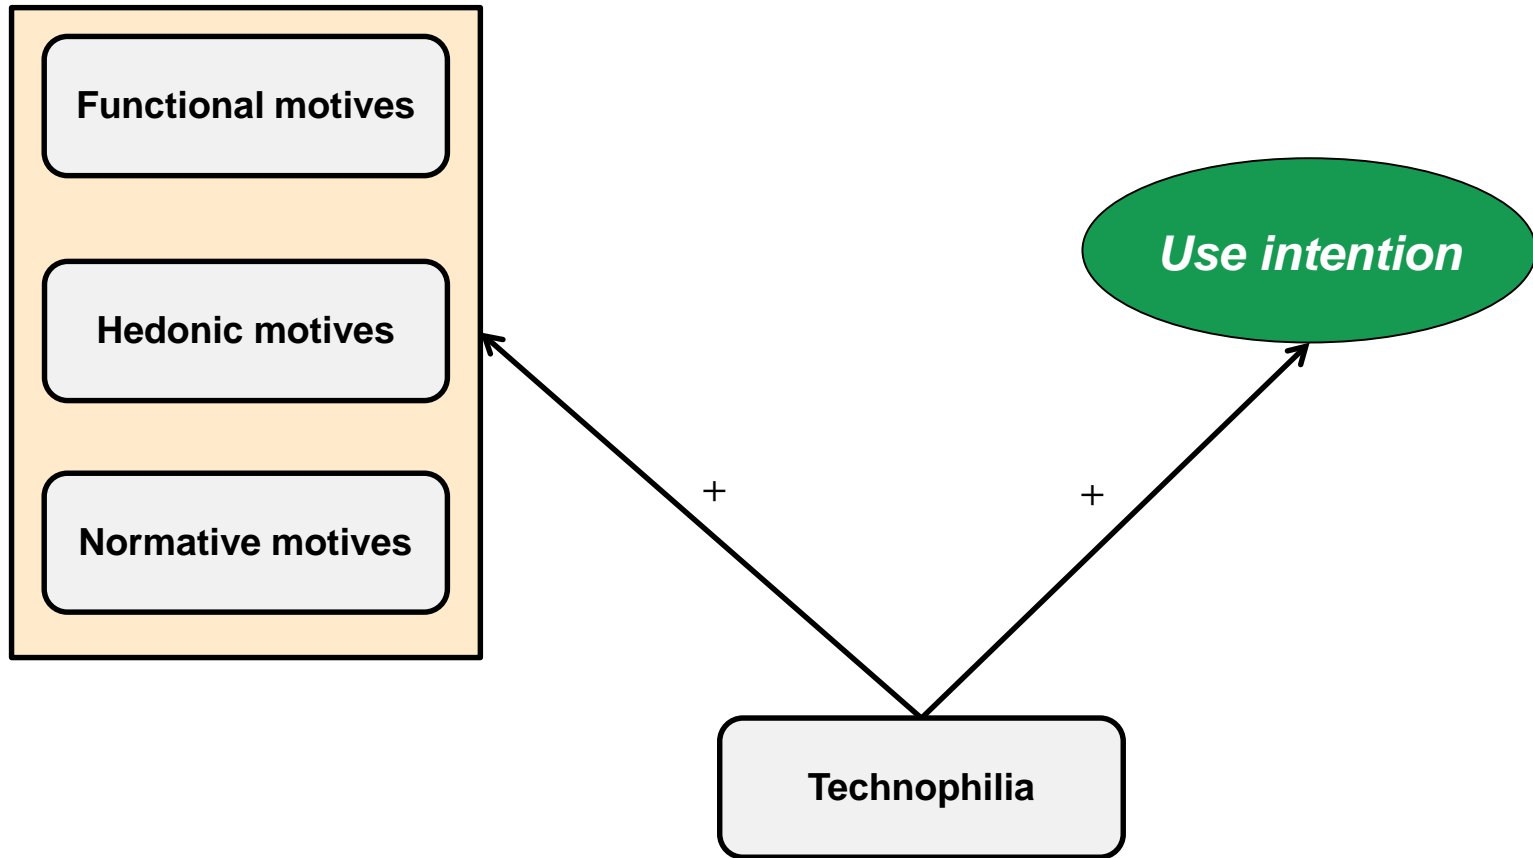 Functional motives
Use intention
Hedonic motives
+
+
Normative motives
Technophilia